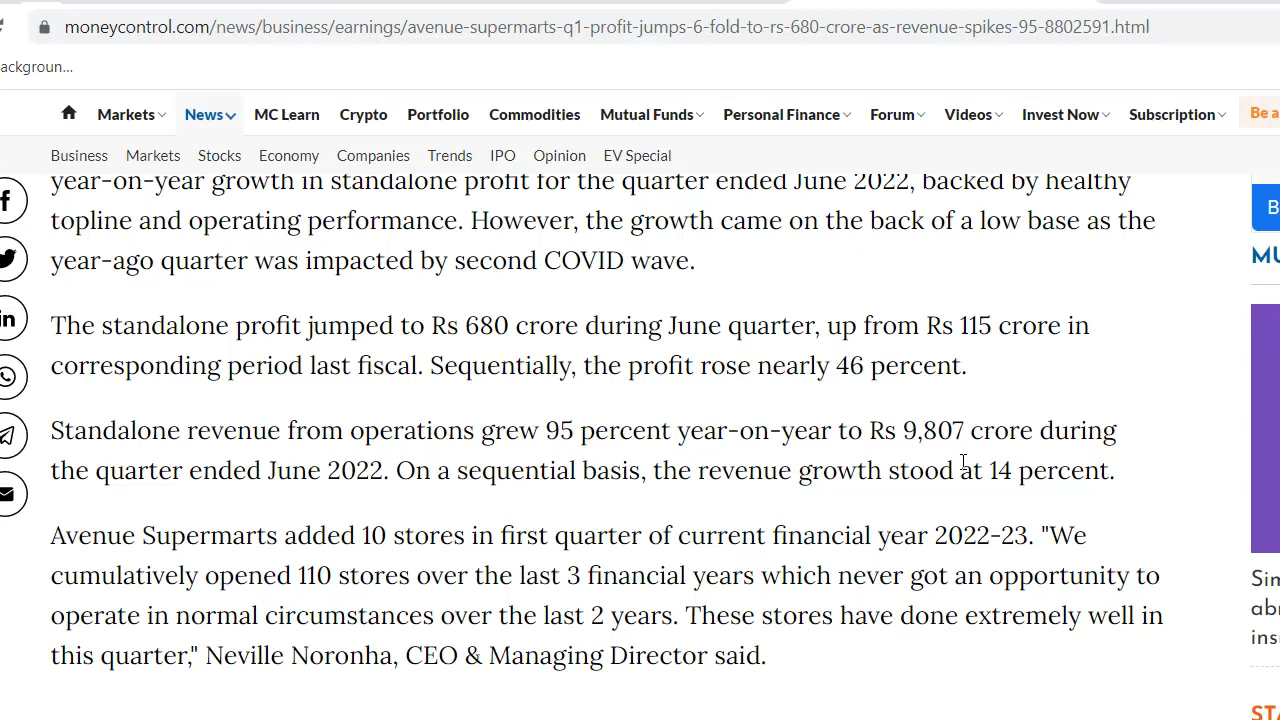 moneycontrol.com/news/business/earnings/avenue-supermarts-q1-profit-jumps-6-fold-to-rs-680-crore-as-revenue-spikes-95-8802591.html
ackgroun...
Markets News MC Learn Crypto Portfolio Commodities Mutual Funds Personal Finance Forum Videos Invest Now Subscription Be a
Business Markets Stocks Economy Companies Trends IPO Opinion EV Special
year-on-year growth in standalone profit for the quarter ended June 2022, backed by healthy
topline and operating performance. However, the growth came on the back of a low base as the
year-ago quarter was impacted by second COVID wave.
The standalone profit jumped to Rs 680 crore during June quarter, up from Rs 115 crore in
corresponding period last fiscal. Sequentially, the profit rose nearly 46 percent.
Standalone revenue from operations grew 95 percent year-on-year to Rs 9,807 crore during
the quarter ended June 2022. On a sequential basis, the revenue growth stood at 14 percent.
Avenue Supermarts added 10 stores in first quarter of current financial year 2022-23. "We
cumulatively opened 110 stores over the last 3 financial years which never got an opportunity to
operate in normal circumstances over the last 2 years. These stores have done extremely well in
this quarter," Neville Noronha, CEO & Managing Director said.
B
MU
Sim
abr
ins
STA